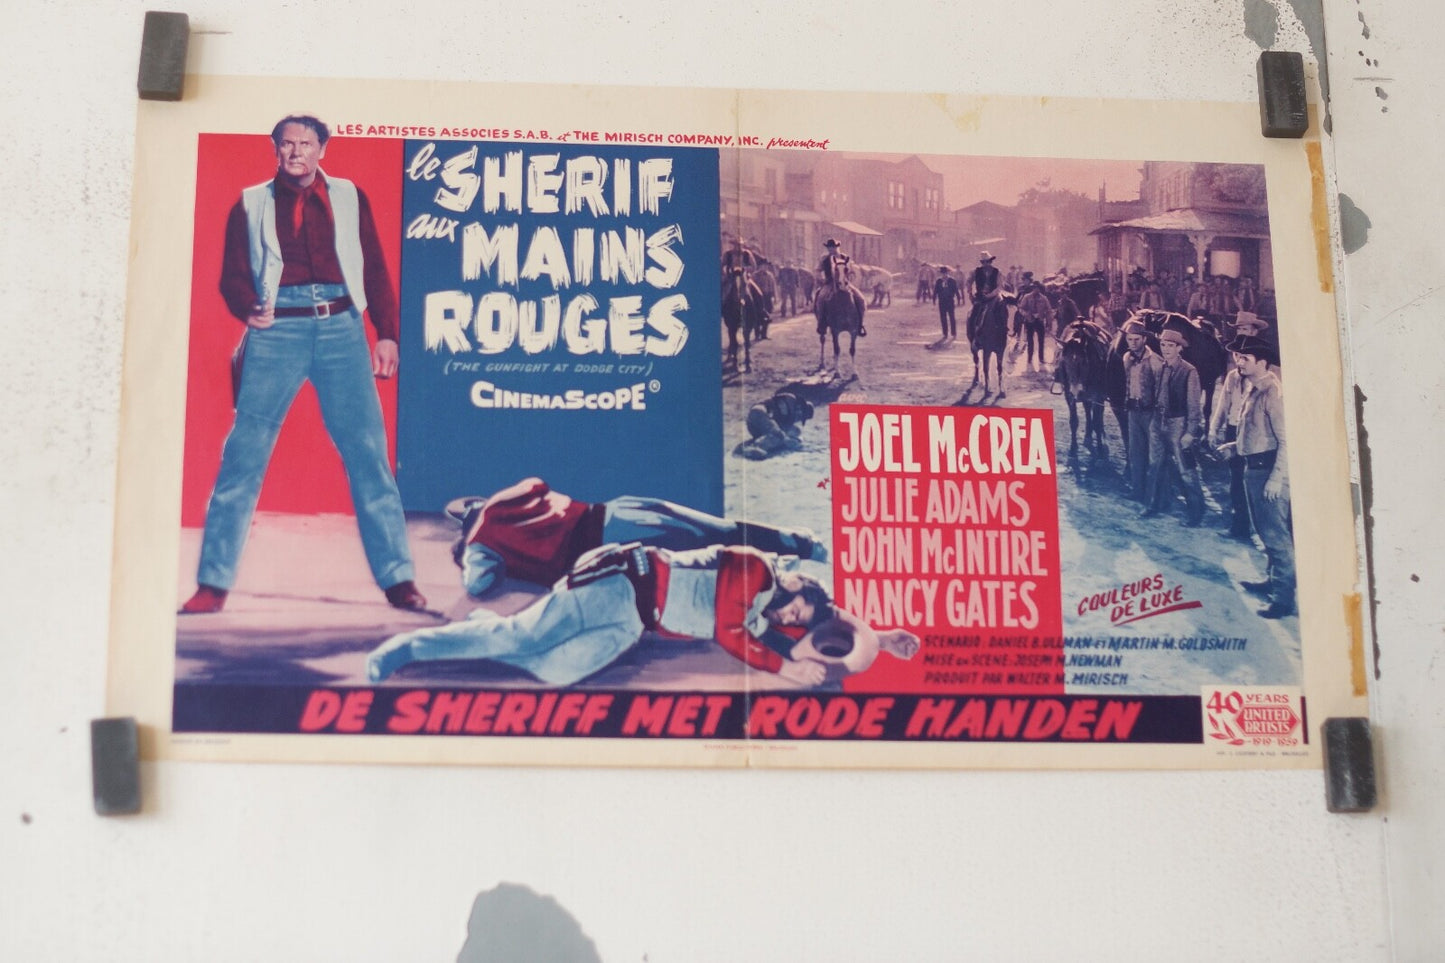 LES ARTISTES ASSOCIES S.A.B. et THE MIRISCH COMPANY, INC. présentent
le SHERIF
aux MAINS
ROUGES
(THE GUNFIGHT AT DODGE CITY)
CINEMASCOPE
avec
JOEL McCREA
JULIE ADAMS
JOHN McINTIRE
NANCY GATES
COULEURS
DE LUXE
SCENARIO: DANIEL B. ULLMAN ET MARTIN M. GOLDSMITH
MISE en SCENE: JOSEPH M. NEWMAN
PRODUIT PAR WALTER M. MIRISCH
DE SHERIFF MET RODE HANDEN
40 YEARS
UNITED
ARTISTS
1919-1959